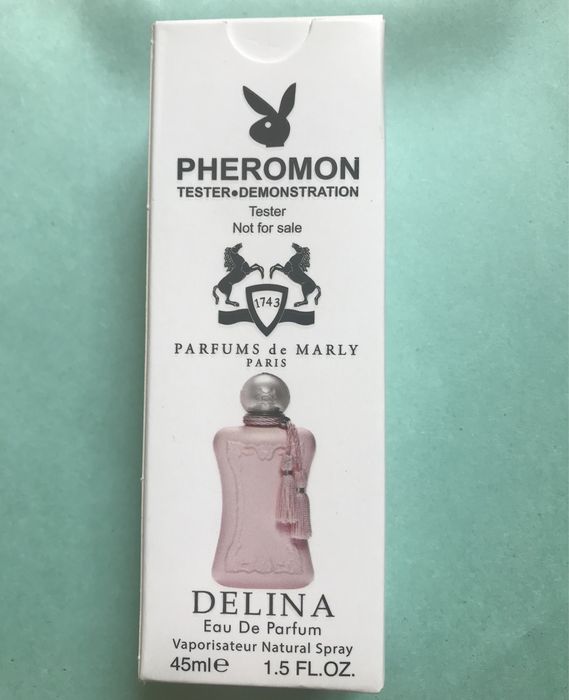 PHEROMON
TESTER●DEMONSTRATION
Tester
Not for sale
1743
PARFUMS de MARLY
PARIS
DELINA
Eau De Parfum
Vaporisateur Natural Spray
45ml℮ 1.5 FL.OZ.